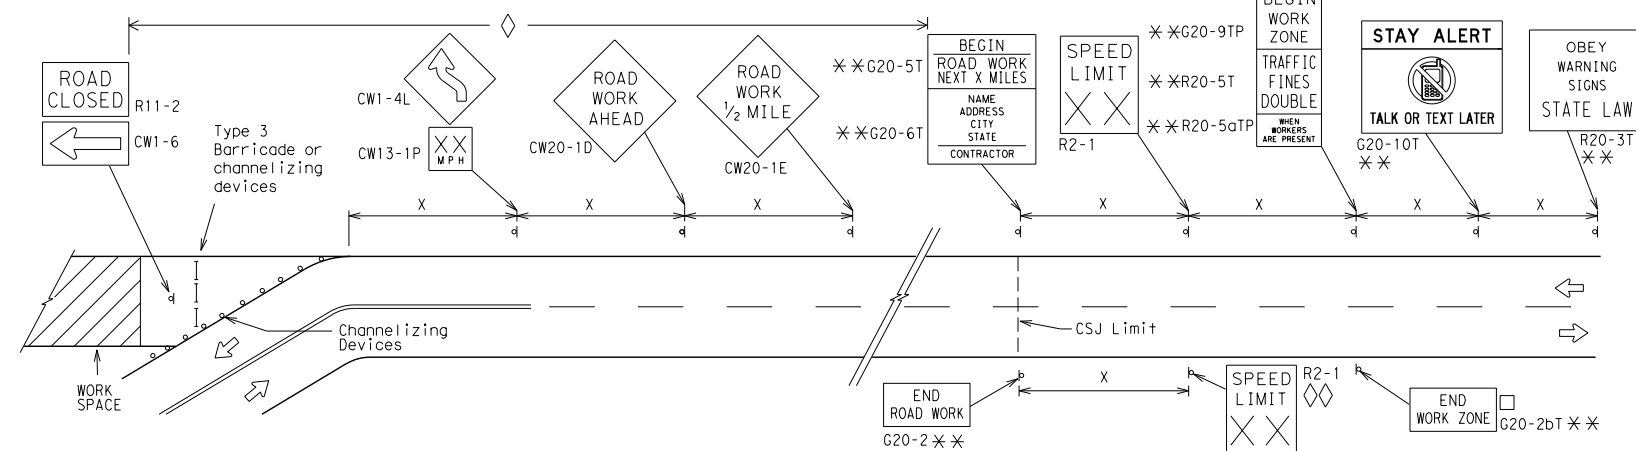 ◇
ROAD
CLOSED
R11-2
CW1-6
Type 3
Barricade or
channelizing
devices
CW1-4L
XX
MPH
CW13-1P
ROAD
WORK
AHEAD
CW20-1D
ROAD
WORK
1/2 MILE
CW20-1E
**G20-5T
BEGIN
ROAD WORK
NEXT X MILES
**G20-6T
NAME
ADDRESS
CITY
STATE
CONTRACTOR
SPEED
LIMIT
XX
R2-1
**G20-9TP
BEGIN
WORK
ZONE
**R20-5T
TRAFFIC
FINES
DOUBLE
**R20-5aTP
WHEN
WORKERS
ARE PRESENT
STAY ALERT
TALK OR TEXT LATER
G20-10T
**
OBEY
WARNING
SIGNS
STATE LAW
R20-3T
**
X X X X X X X
Channelizing
Devices
CSJ Limit
WORK
SPACE
END
ROAD WORK
G20-2**
X
SPEED
LIMIT
XX
R2-1
◇◇
END
WORK ZONE
□
G20-2bT**